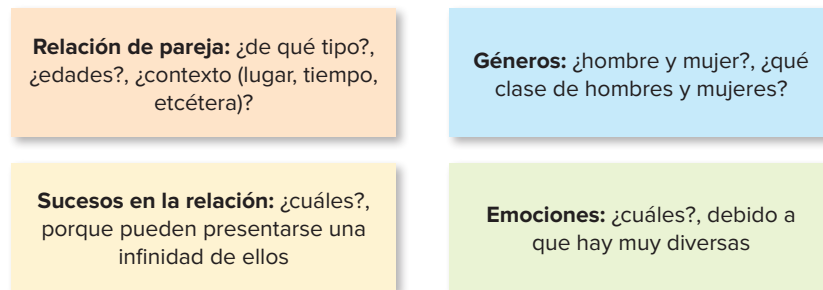 Relación de pareja: ¿de qué tipo?,
¿edades?, ¿contexto (lugar, tiempo,
etcétera)?
Géneros: ¿hombre y mujer?, ¿qué
clase de hombres y mujeres?
Sucesos en la relación: ¿cuáles?,
porque pueden presentarse una
infinidad de ellos
Emociones: ¿cuáles?, debido a
que hay muy diversas